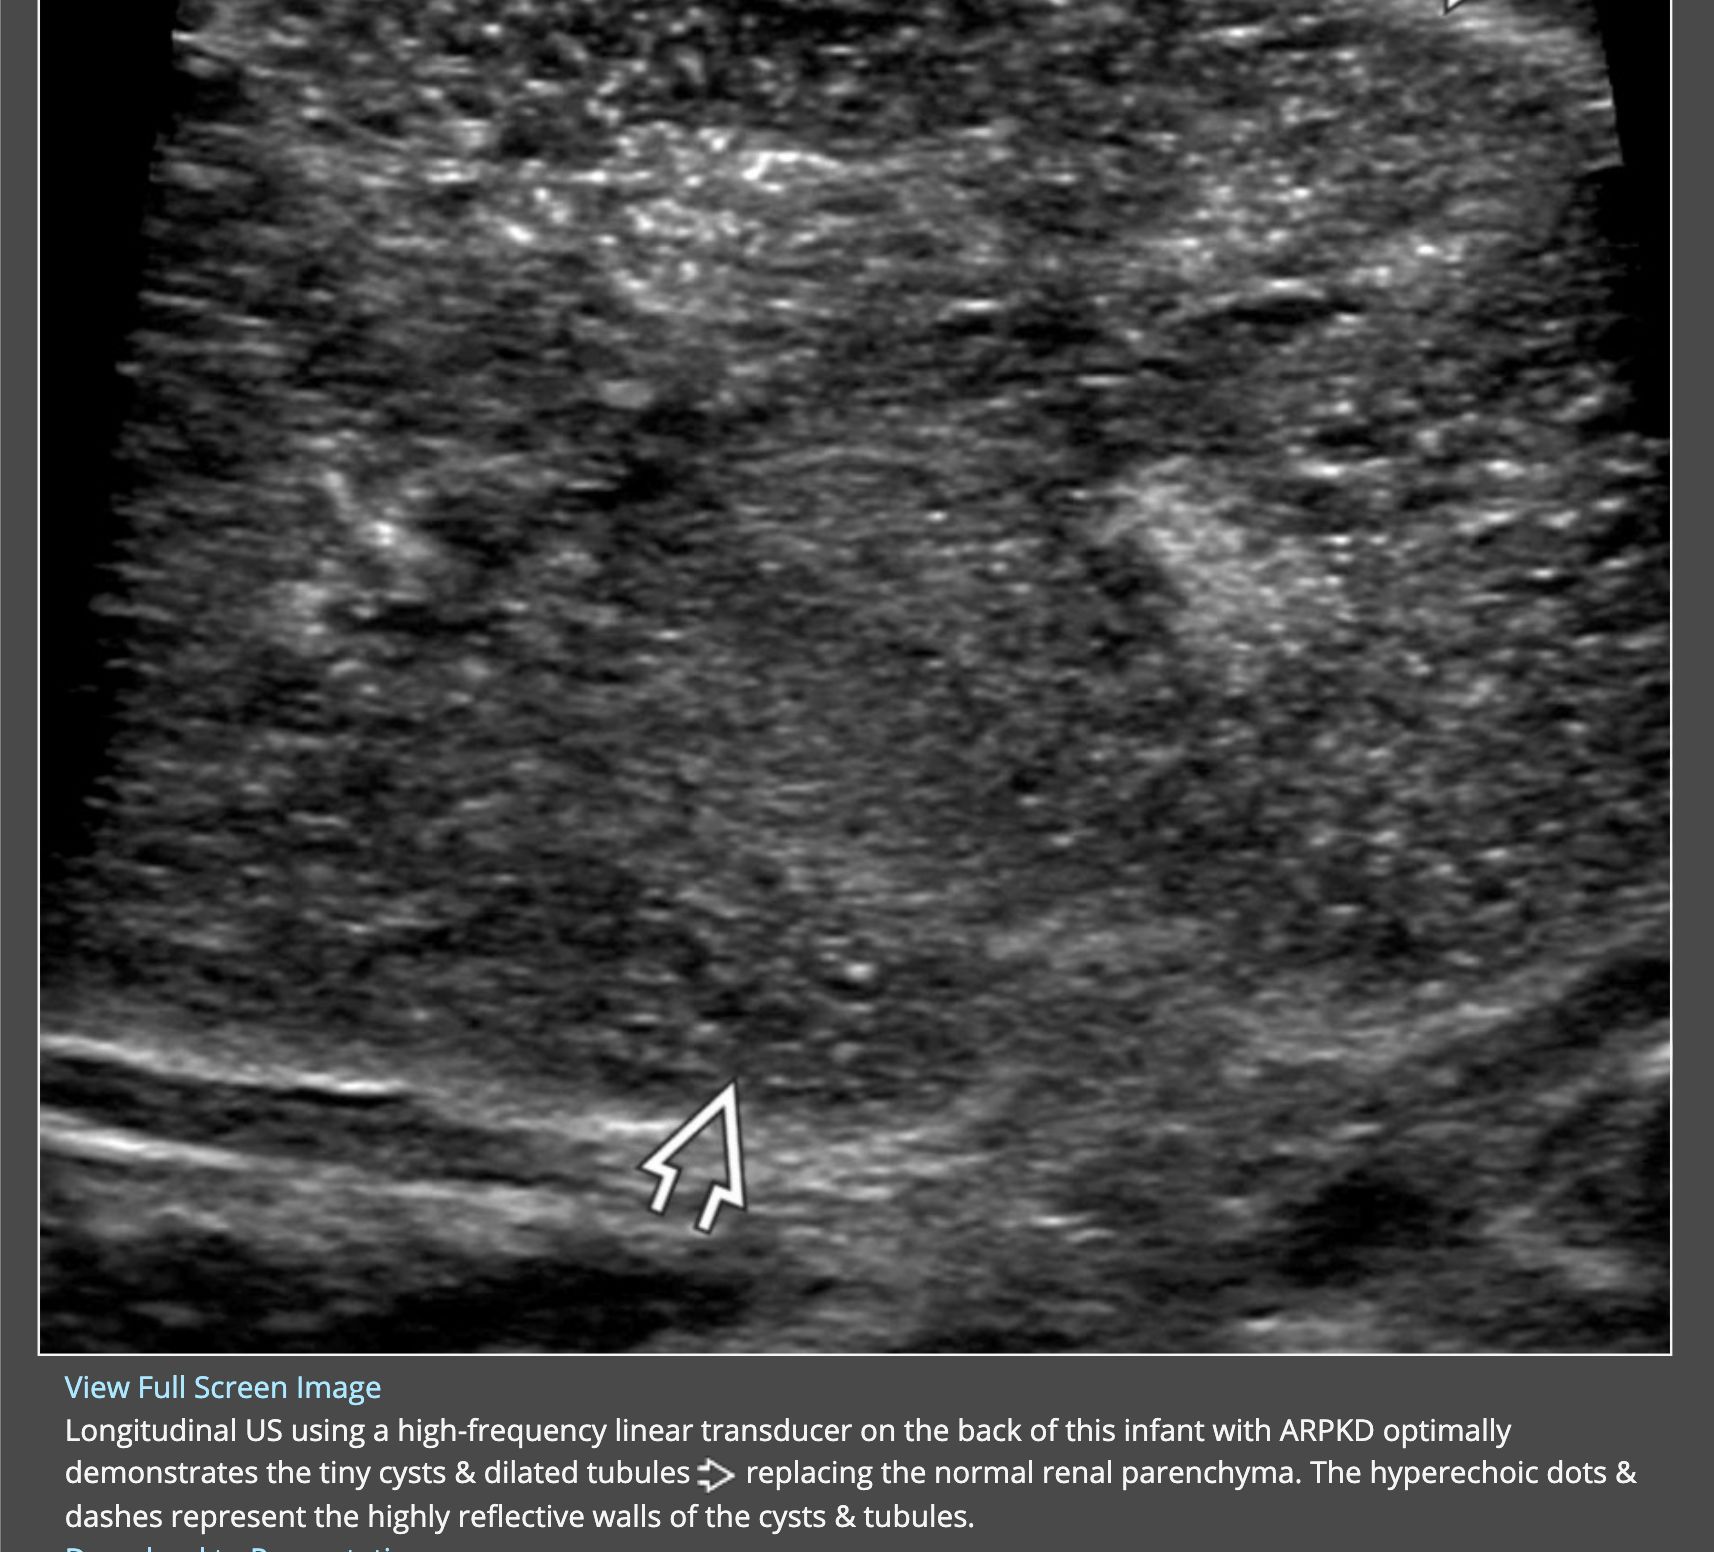 View Full Screen Image
Longitudinal US using a high-frequency linear transducer on the back of this infant with ARPKD optimally
demonstrates the tiny cysts & dilated tubules replacing the normal renal parenchyma. The hyperechoic dots &
dashes represent the highly reflective walls of the cysts & tubules.